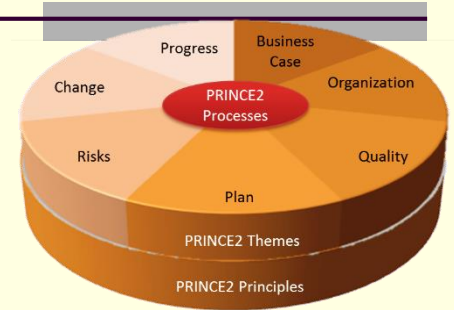 Progress
Business
Case
Organization
Change
PRINCE2
Processes
Risks
Quality
Plan
PRINCE2 Themes
PRINCE2 Principles